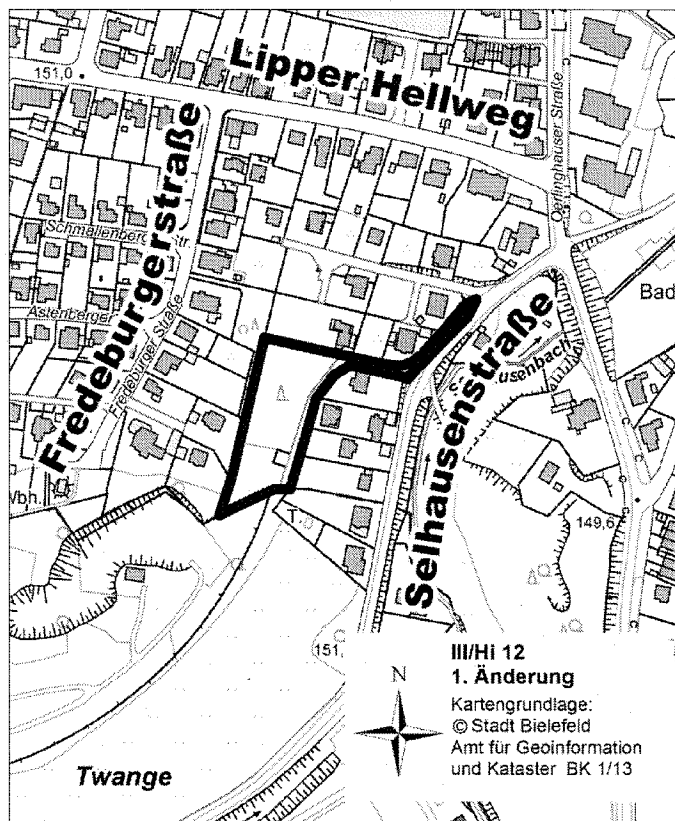 151,0
Lipper Hellweg
Oerlinghauser Straße
Fredeburgerstraße
Schmallenberger Str.
Astenberger
Fredeburger Straße
Bad
usenbach
Selhausenstraße
Wbh.
T.
149,6
151,
III/Hi 12
N
1. Änderung
Kartengrundlage:
© Stadt Bielefeld
Amt für Geoinformation
und Kataster BK 1/13
Twange